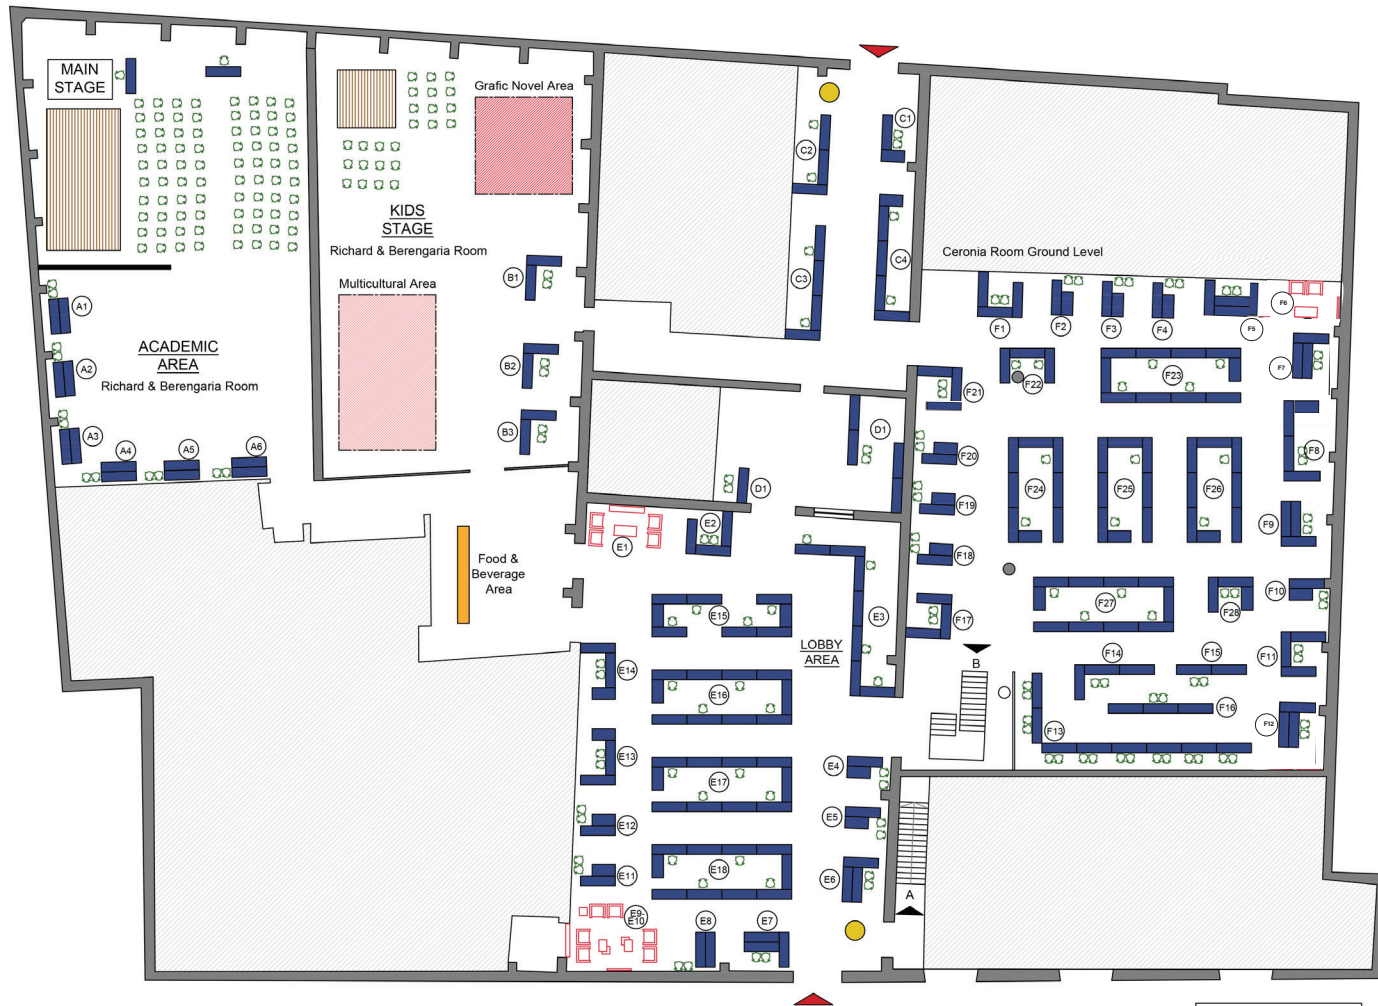 MAIN
STAGE
Grafic Novel Area
KIDS
STAGE
Richard & Berengaria Room
Multicultural Area
ACADEMIC
AREA
Richard & Berengaria Room
A1
A2
A3
A4
A5
A6
B1
B2
B3
C1
C2
C3
C4
Ceronia Room Ground Level
D1
D1
Food &
Beverage
Area
LOBBY
AREA
E1
E2
E3
E4
E5
E6
E7
E8
E9
E10
E11
E12
E13
E14
E15
E16
E17
E18
F1
F2
F3
F4
F5
F6
F7
F8
F9
F10
F11
F12
F13
F14
F15
F16
F17
F18
F19
F20
F21
F22
F23
F24
F25
F26
F27
F28
B
A